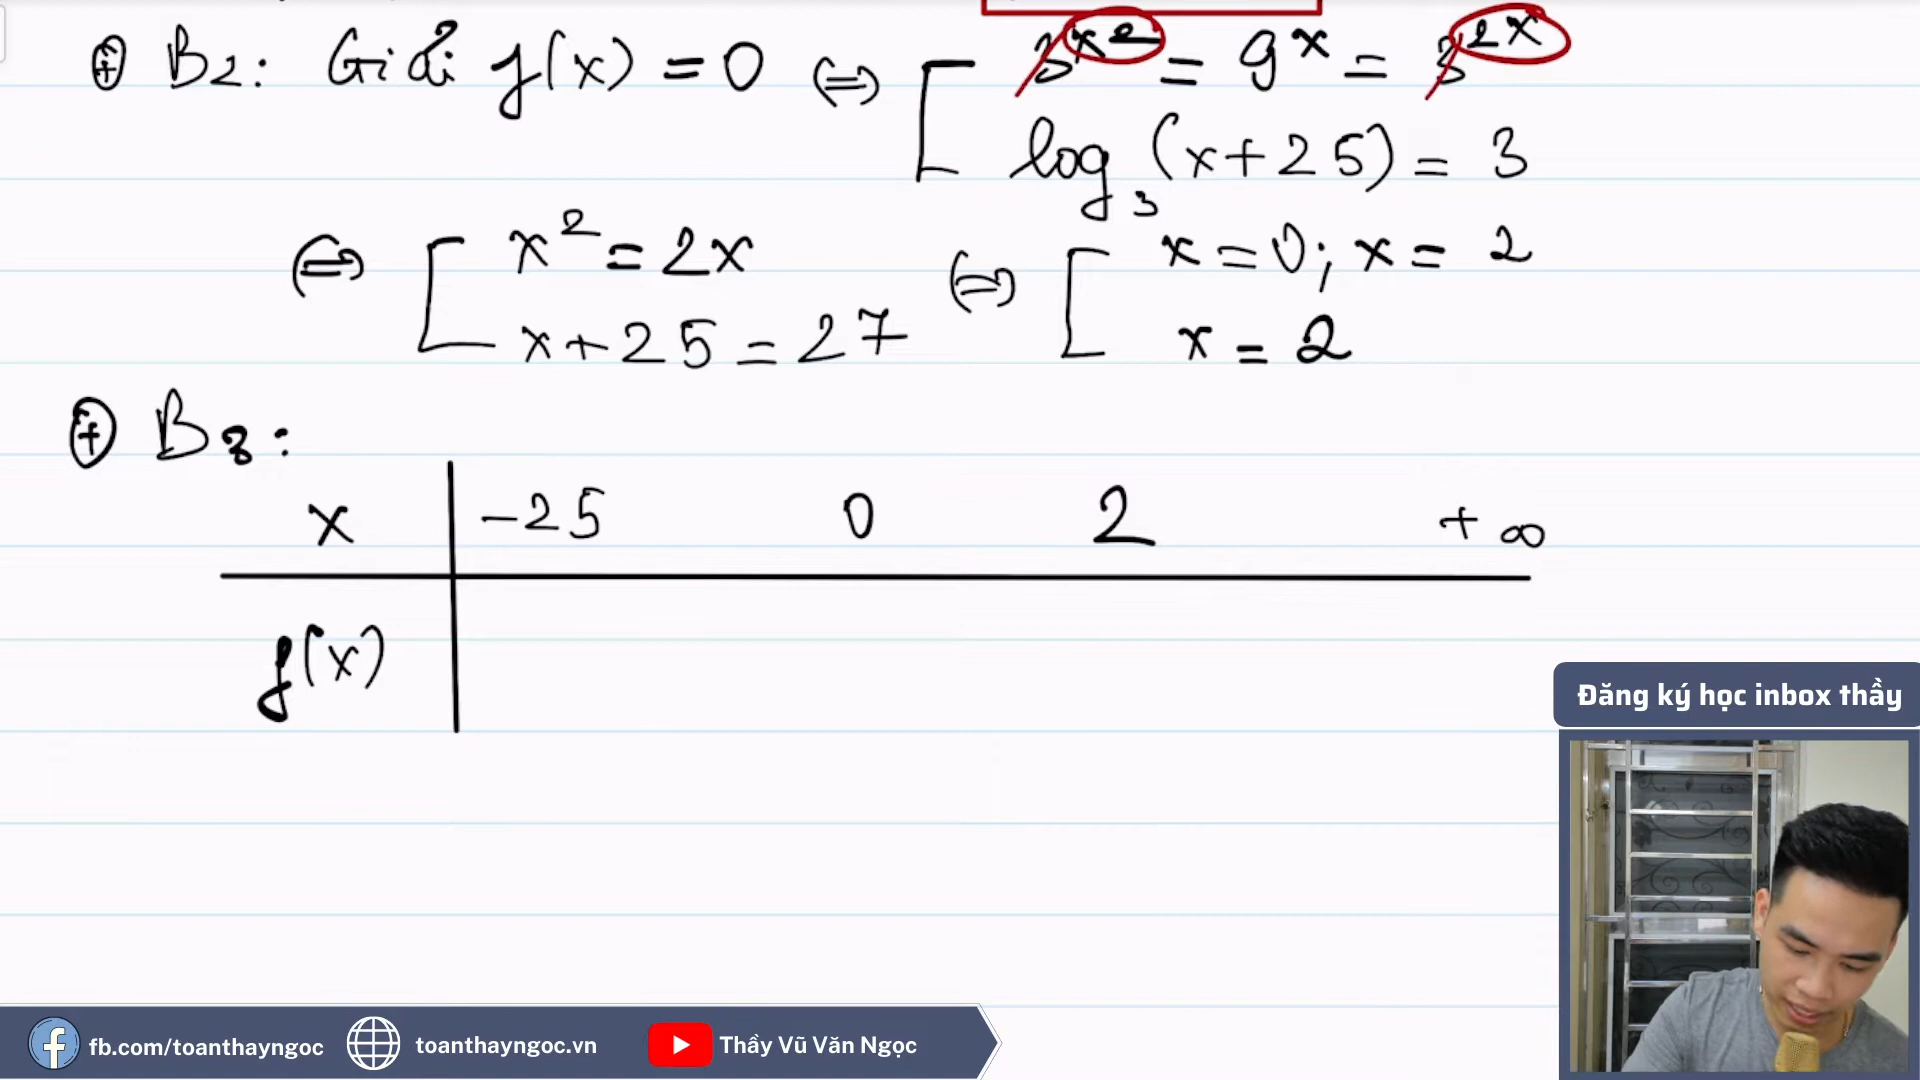 ⊕ B2: Giải f(x) = 0 ⇔ [ 3^x² = 9^x = 3^2x
log₃(x+25) = 3
⇔ [ x² = 2x ⇔ [ x = 0; x = 2
x+25 = 27 x = 2
⊕ B3:
x -25 0 2 +∞
f(x)
Đăng ký học inbox thầy
fb.com/toanthayngoc toanthayngoc.vn Thầy Vũ Văn Ngọc